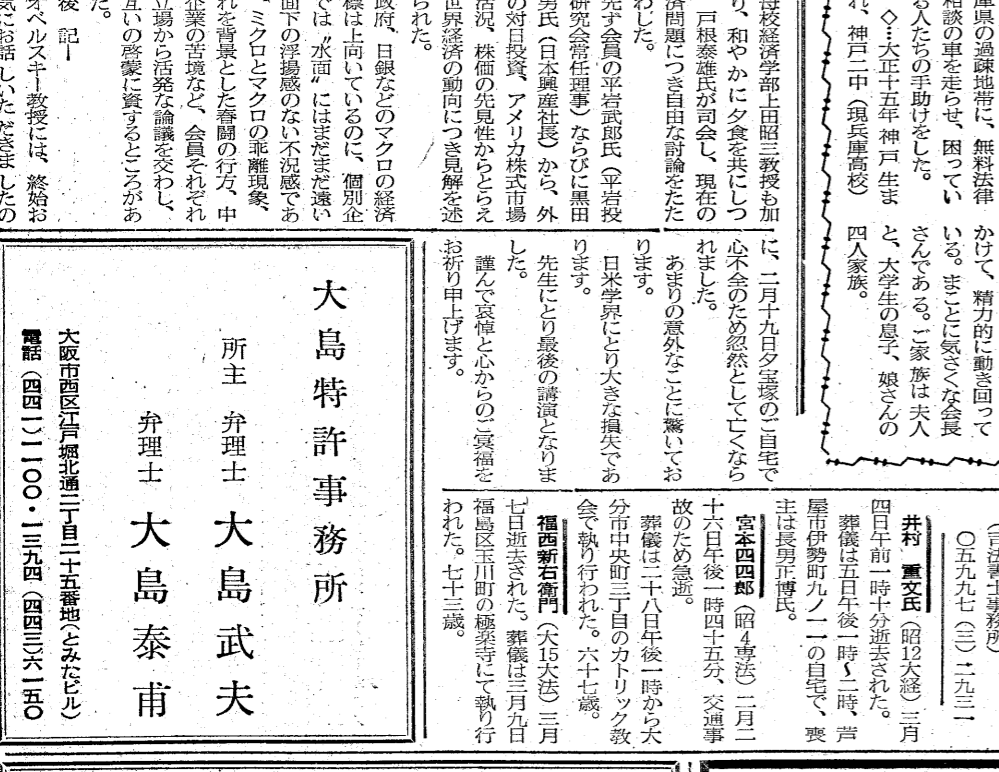 庫県の過疎地帯に、無料法律
相談の車を走らせ、困ってい
る人たちの手助けをした。
◇…大正十五年神戸生ま
れ、神戸二中（現兵庫高校）
かけて、精力的に動き回って
いる。まことに気さくな会長
さんである。ご家族は夫人
と、大学生の息子、娘さんの
四人家族。
母校経済学部上田昭三教授も加
り、和やかに夕食を共にしつ
戸根泰雄氏が司会し、現在の
済問題につき自由な討論をたた
わした。
先ず会員の平岩武郎氏（平岩投
研究会常任理事）ならびに黒田
男氏（日本興産社長）から、外
の対日投資、アメリカ株式市場
活況、株価の先見性からとらえ
世界経済の動向につき見解を述
られた。
政府、日銀などのマクロの経済
標は上向いているのに、個別企
では〝水面〟にはまだまだ遠い
面下の浮揚感のない不況感であ
、ミクロとマクロの乖離現象、
れを背景とした春闘の行方、中
企業の苦境など、会員それぞれ
立場から活発な論議を交わし、
互いの啓蒙に資するところがあ
た。
後記ー
オペルスキー教授には、終始お
気にお話しいただきましたの
に、二月十九日夕宝塚のご自宅で
心不全のため忽然として亡くなら
れました。
あまりの意外なことに驚いてお
ります。
日米学界にとり大きな損失であ
ります。
先生にとり最後の講演となりま
した。
謹んで哀悼と心からのご冥福を
お祈り申上げます。
（司法書士事務所）
〇五九九七（三）二九三一
井村 重文氏（昭12大経）三月
四日午前一時十分逝去された。
葬儀は五日午後一時〜二時、芦
屋市伊勢町九ノ一一の自宅で、喪
主は長男正博氏。
宮本四四郎（昭4専法）二月二
十六日午後一時四十五分、交通事
故のため急逝。
葬儀は二十八日午後一時から大
分市中央町三丁目のカトリック教
会で執り行われた。六十七歳。
福西新右衛門（大15大法）三月
七日逝去された。葬儀は三月九日
福島区玉川町の極楽寺にて執り行
われた。七十三歳。
大島特許事務所
所主 弁理士 大島武夫
弁理士 大島泰甫
大阪市西区江戸堀北通二丁目二十五番地（とみたビル）
電話（四四一）一一〇〇・一三九四（四四三）六一五〇